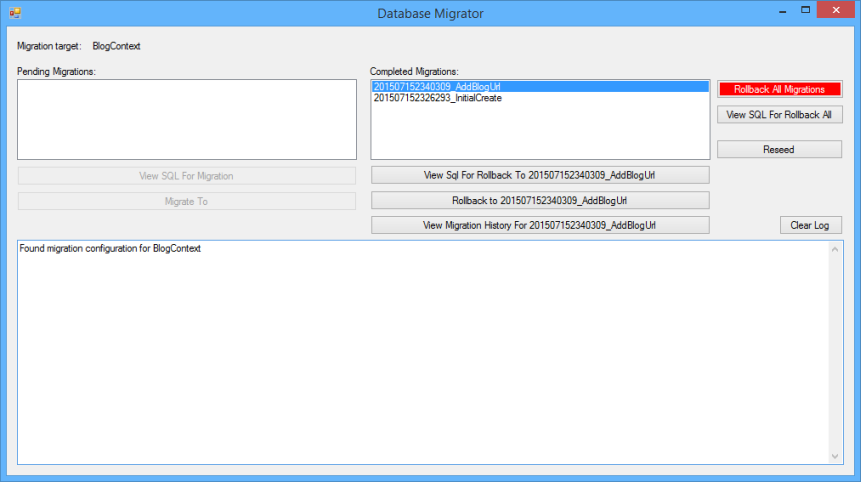 Database Migrator
Migration target: BlogContext
Pending Migrations:
Completed Migrations:
201507152340309_AddBlogUrl
201507152326293_InitialCreate
Rollback All Migrations
View SQL For Rollback All
Reseed
View SQL For Migration
View Sql For Rollback To 201507152340309_AddBlogUrl
Migrate To
Rollback to 201507152340309_AddBlogUrl
View Migration History For 201507152340309_AddBlogUrl
Clear Log
Found migration configuration for BlogContext